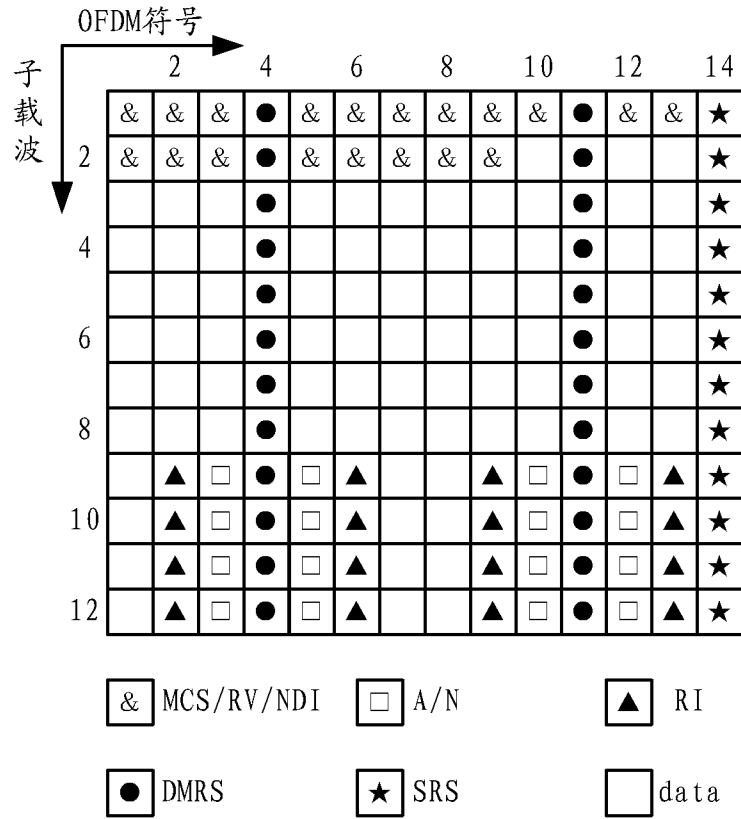 OFDM符号
子载波
2 4 6 8 10 12 14
& & & ● & & & & & & ● & & ★
2 & & & ● & & & & & ● ★
● ● ★
4 ● ● ★
● ● ★
6 ● ● ★
● ● ★
8 ● ● ★
▲ □ ● □ ▲ ▲ □ ● □ ▲ ★
10 ▲ □ ● □ ▲ ▲ □ ● □ ▲ ★
▲ □ ● □ ▲ ▲ □ ● □ ▲ ★
12 ▲ □ ● □ ▲ ▲ □ ● □ ▲ ★
& MCS/RV/NDI □ A/N ▲ RI
● DMRS ★ SRS data